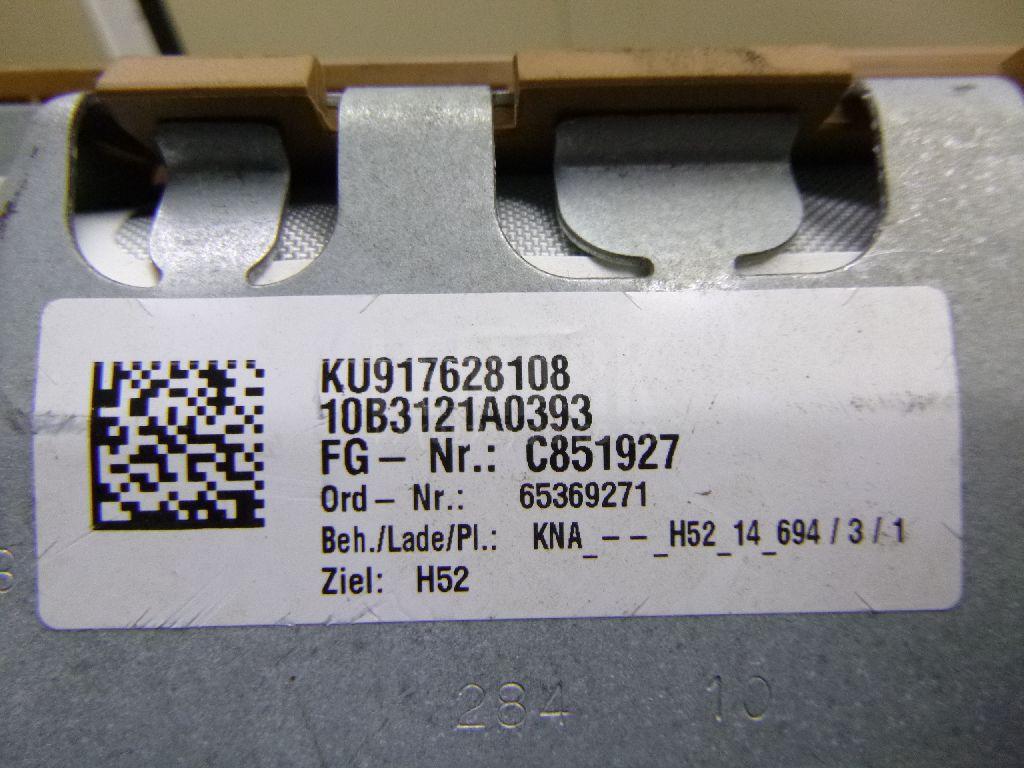 KU917628108
10B3121A0393
FG– Nr.: C851927
Ord– Nr.: 65369271
Beh./Lade/Pl.: KNA_––_H52_14_694 / 3 / 1
Ziel: H52
284 10